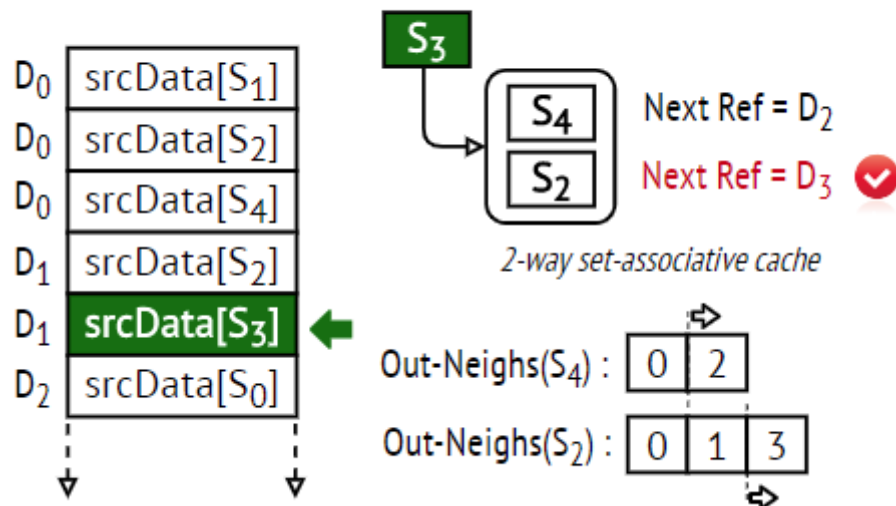 D₀ srcData[S₁]
D₀ srcData[S₂]
D₀ srcData[S₄]
D₁ srcData[S₂]
D₁ srcData[S₃]
D₂ srcData[S₀]
S₃
S₄ Next Ref = D₂
S₂ Next Ref = D₃
2-way set-associative cache
Out-Neighs(S₄) : 0 2
Out-Neighs(S₂) : 0 1 3